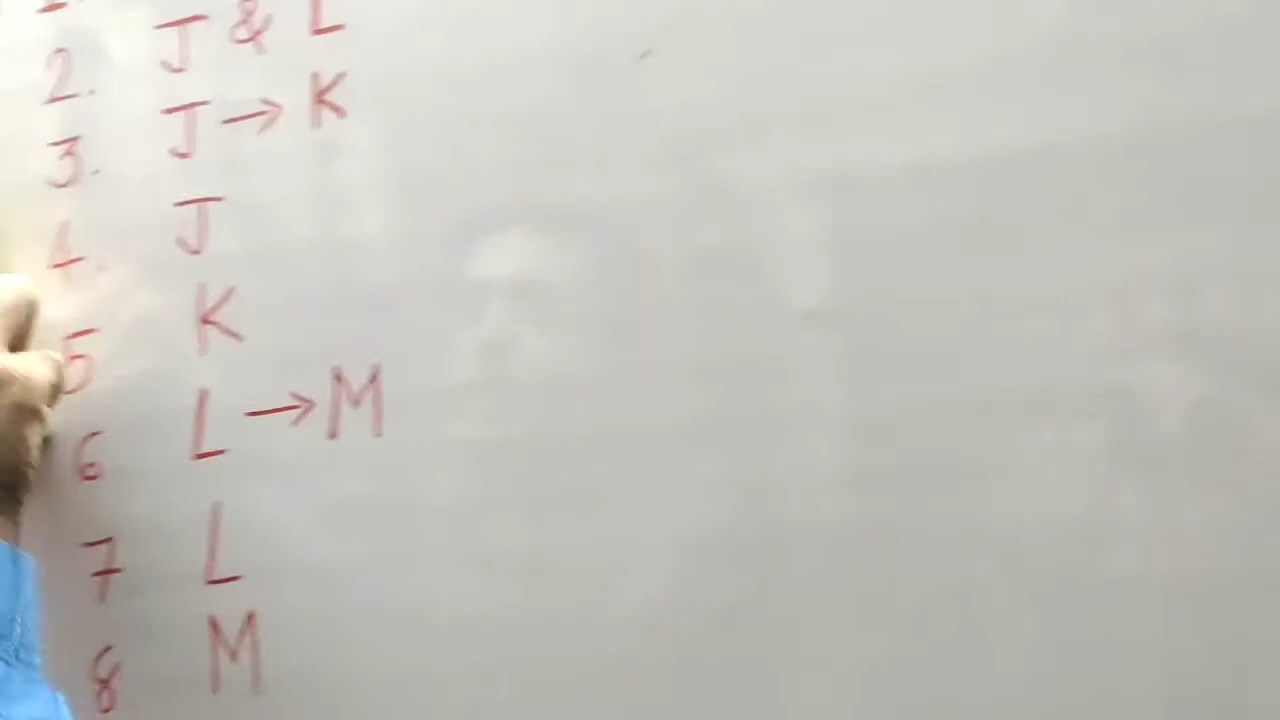 2. J & L
3. J → K
4. J
5 K
6 L → M
7 L
8 M